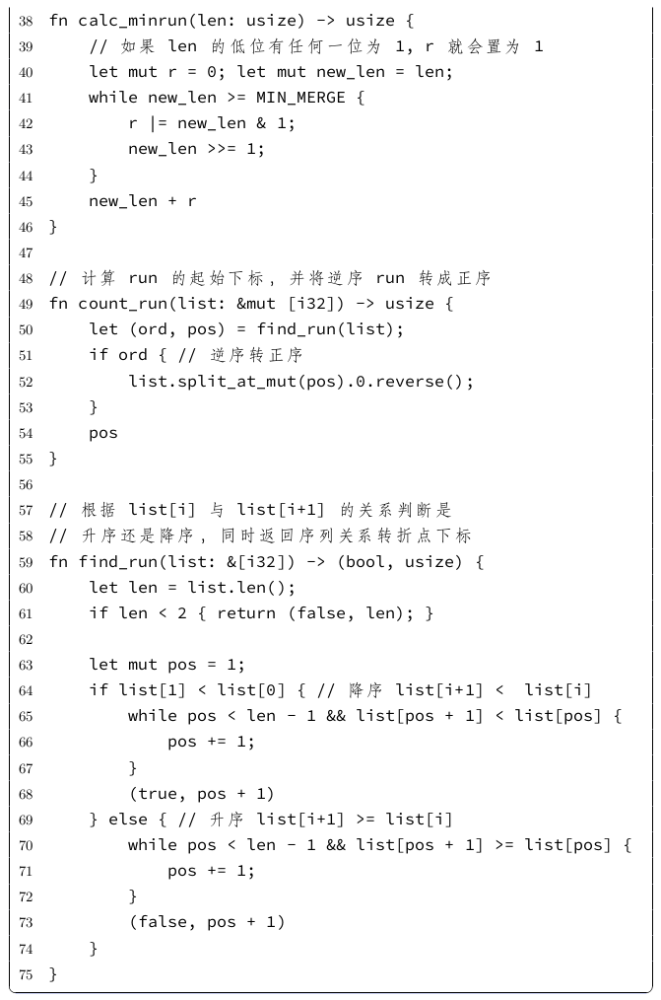 38 fn calc_minrun(len: usize) -> usize {
39     // 如果 len 的低位有任何一位为 1, r 就会置为 1
40     let mut r = 0; let mut new_len = len;
41     while new_len >= MIN_MERGE {
42         r |= new_len & 1;
43         new_len >>= 1;
44     }
45     new_len + r
46 }
47
48 // 计算 run 的起始下标，并将逆序 run 转成正序
49 fn count_run(list: &mut [i32]) -> usize {
50     let (ord, pos) = find_run(list);
51     if ord { // 逆序转正序
52         list.split_at_mut(pos).0.reverse();
53     }
54     pos
55 }
56
57 // 根据 list[i] 与 list[i+1] 的关系判断是
58 // 升序还是降序，同时返回序列关系转折点下标
59 fn find_run(list: &[i32]) -> (bool, usize) {
60     let len = list.len();
61     if len < 2 { return (false, len); }
62
63     let mut pos = 1;
64     if list[1] < list[0] { // 降序 list[i+1] <  list[i]
65         while pos < len - 1 && list[pos + 1] < list[pos] {
66             pos += 1;
67         }
68         (true, pos + 1)
69     } else { // 升序 list[i+1] >= list[i]
70         while pos < len - 1 && list[pos + 1] >= list[pos] {
71             pos += 1;
72         }
73         (false, pos + 1)
74     }
75 }